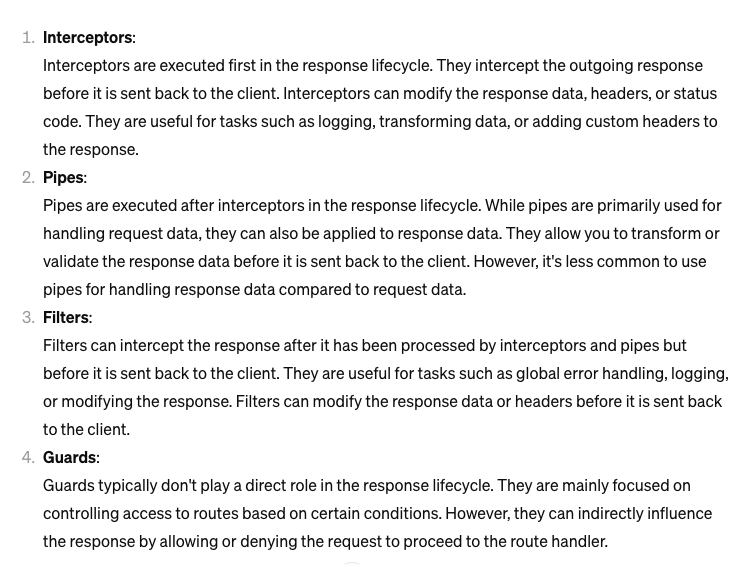 1. Interceptors:
Interceptors are executed first in the response lifecycle. They intercept the outgoing response
before it is sent back to the client. Interceptors can modify the response data, headers, or status
code. They are useful for tasks such as logging, transforming data, or adding custom headers to
the response.
2. Pipes:
Pipes are executed after interceptors in the response lifecycle. While pipes are primarily used for
handling request data, they can also be applied to response data. They allow you to transform or
validate the response data before it is sent back to the client. However, it's less common to use
pipes for handling response data compared to request data.
3. Filters:
Filters can intercept the response after it has been processed by interceptors and pipes but
before it is sent back to the client. They are useful for tasks such as global error handling, logging,
or modifying the response. Filters can modify the response data or headers before it is sent back
to the client.
4. Guards:
Guards typically don't play a direct role in the response lifecycle. They are mainly focused on
controlling access to routes based on certain conditions. However, they can indirectly influence
the response by allowing or denying the request to proceed to the route handler.